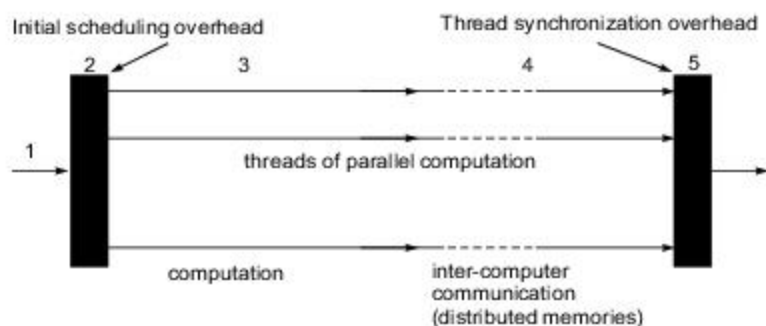 Initial scheduling overhead
Thread synchronization overhead
2
3
4
5
1
threads of parallel computation
computation
inter-computer
communication
(distributed memories)